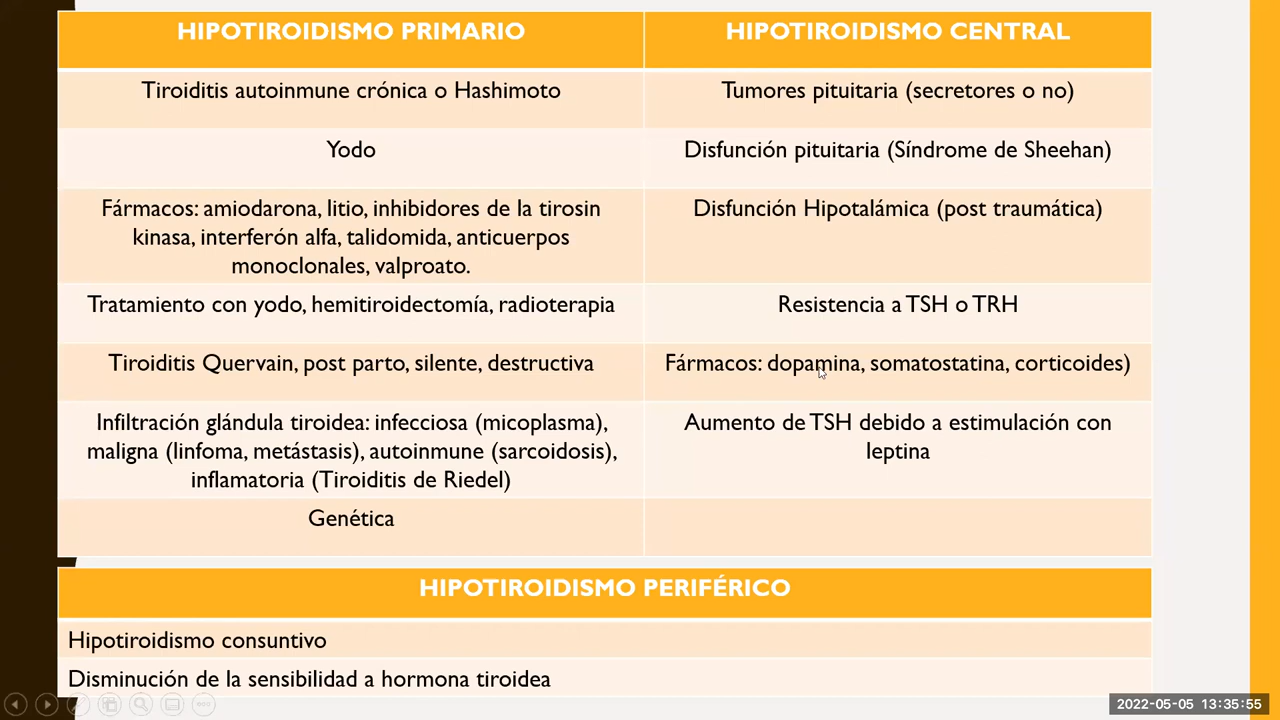 HIPOTIROIDISMO PRIMARIO
HIPOTIROIDISMO CENTRAL
Tiroiditis autoinmune crónica o Hashimoto
Tumores pituitaria (secretores o no)
Yodo
Disfunción pituitaria (Síndrome de Sheehan)
Fármacos: amiodarona, litio, inhibidores de la tirosin
kinasa, interferón alfa, talidomida, anticuerpos
monoclonales, valproato.
Disfunción Hipotalámica (post traumática)
Tratamiento con yodo, hemitiroidectomía, radioterapia
Resistencia a TSH o TRH
Tiroiditis Quervain, post parto, silente, destructiva
Fármacos: dopamina, somatostatina, corticoides)
Infiltración glándula tiroidea: infecciosa (micoplasma),
maligna (linfoma, metástasis), autoinmune (sarcoidosis),
inflamatoria (Tiroiditis de Riedel)
Aumento de TSH debido a estimulación con
leptina
Genética
HIPOTIROIDISMO PERIFÉRICO
Hipotiroidismo consuntivo
Disminución de la sensibilidad a hormona tiroidea
2022-05-05 13:35:55